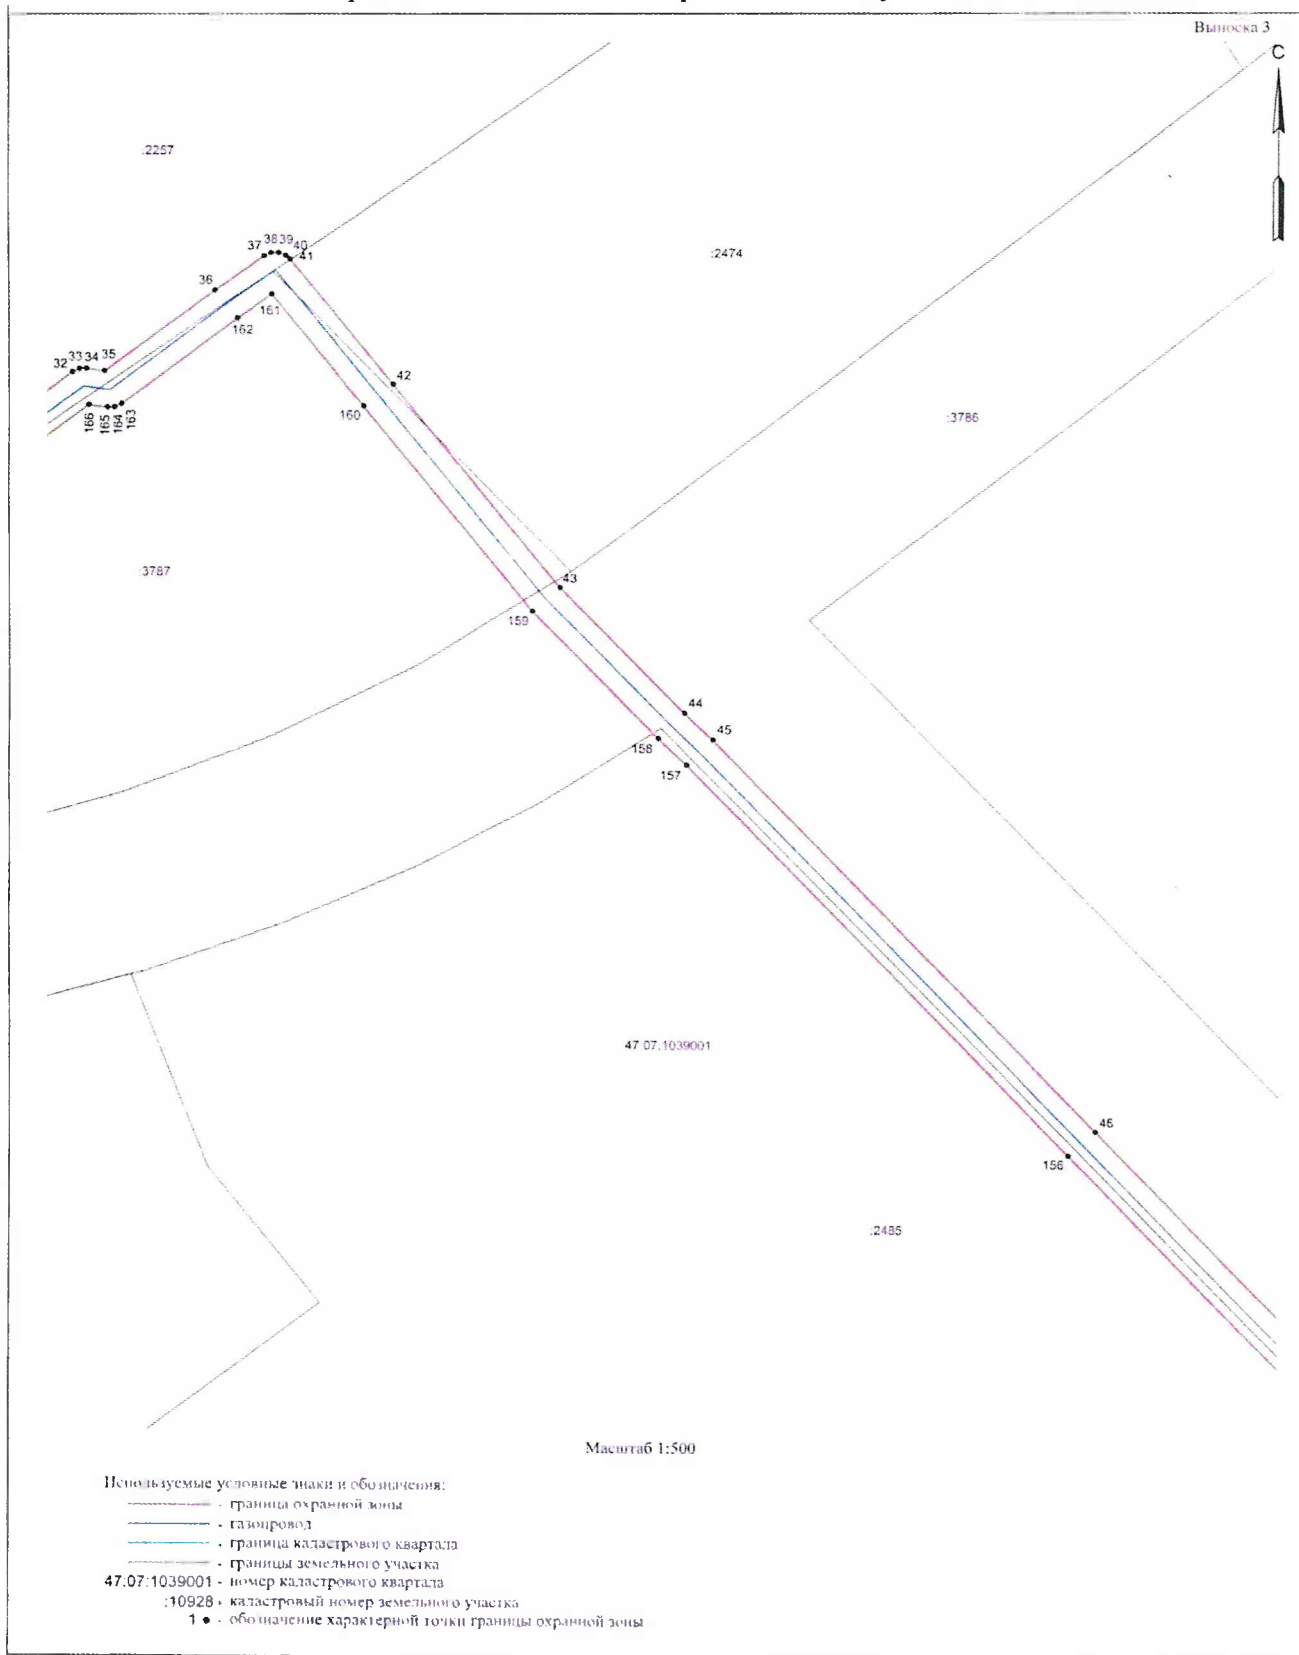 Выноска 3
С
:2257
:2474
37 38 39 40
41
36
161
162
32 33 34 35
42
160
166 165 164 163
:3786
:3787
43
159
44
45
158
157
47:07:1039001
46
156
:2485
Масштаб 1:500
Используемые условные знаки и обозначения:
- граница охранной зоны
- газопровод
- граница кадастрового квартала
- границы земельного участка
47:07:1039001 - номер кадастрового квартала
:10928 - кадастровый номер земельного участка
1 ● - обозначение характерной точки границы охранной зоны